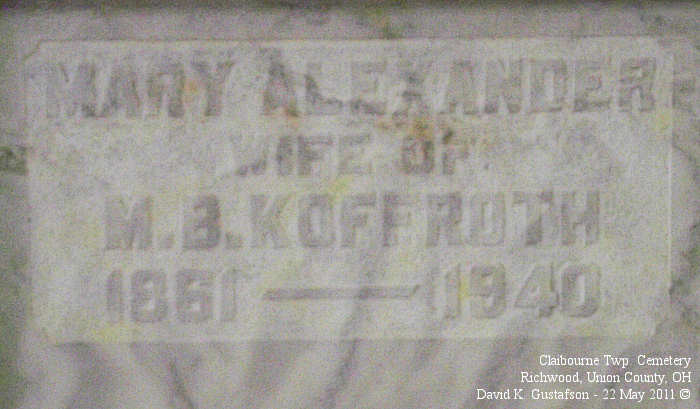 MARY ALEXANDER
WIFE OF
M.B. KOFFROTH
1861 — 1940
Claibourne Twp Cemetery
Richwood, Union County, OH
David K. Gustafson - 22 May 2011 ©